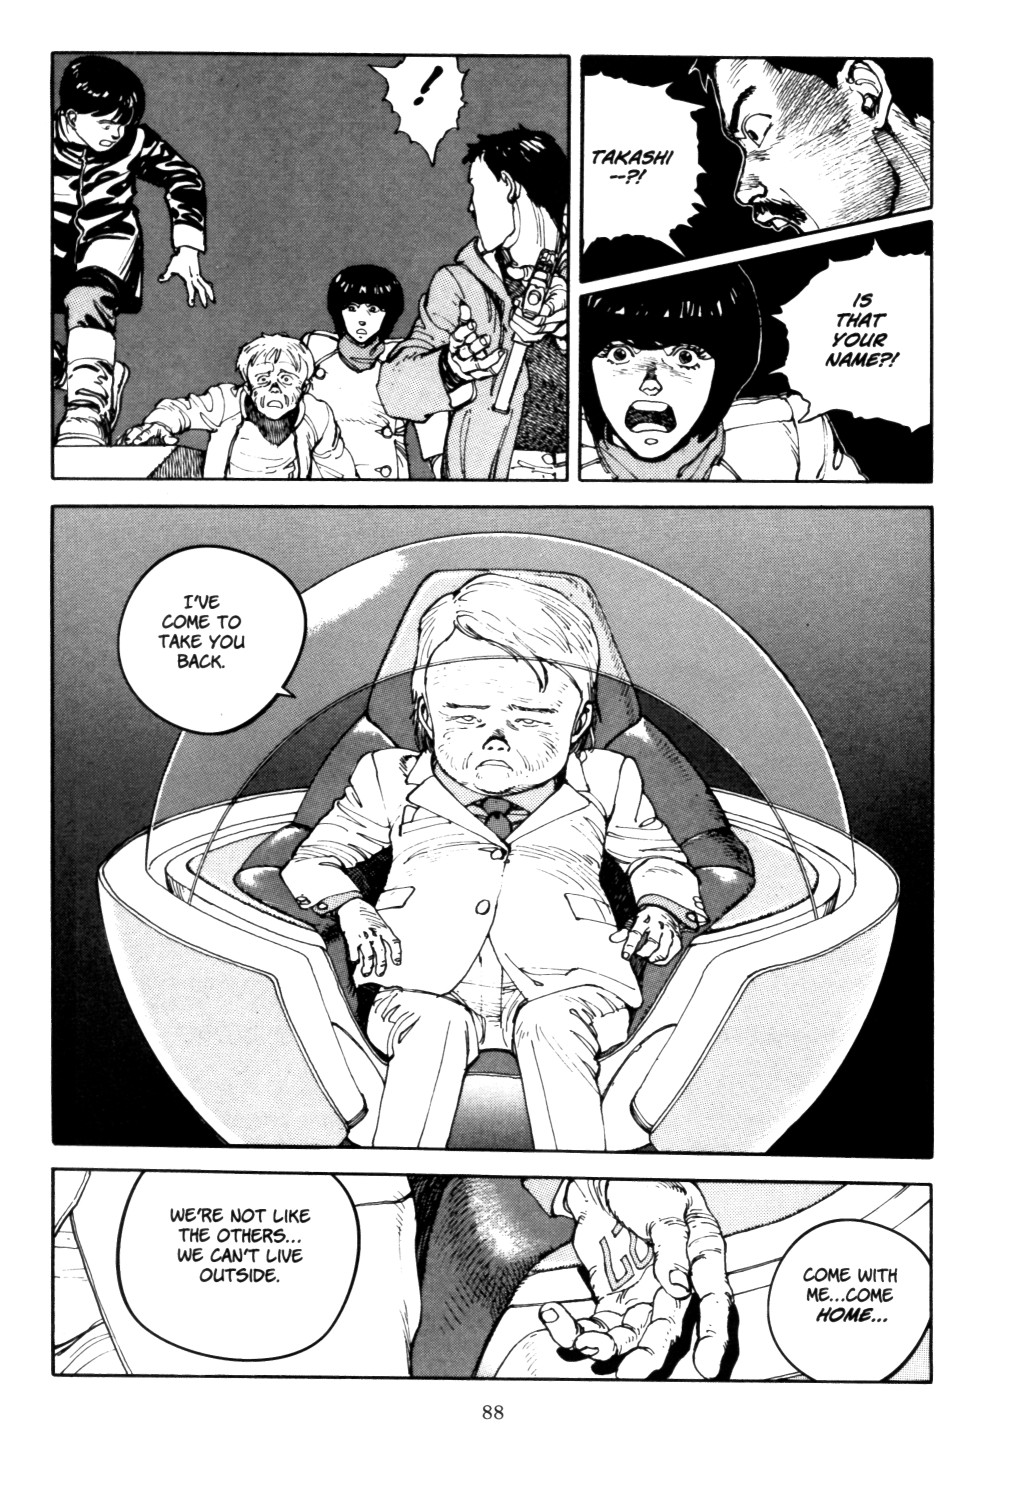 !
TAKASHI
--?!
IS
THAT
YOUR
NAME?!
I'VE
COME TO
TAKE YOU
BACK.
WE'RE NOT LIKE
THE OTHERS...
WE CAN'T LIVE
OUTSIDE.
COME WITH
ME...COME
HOME...
88